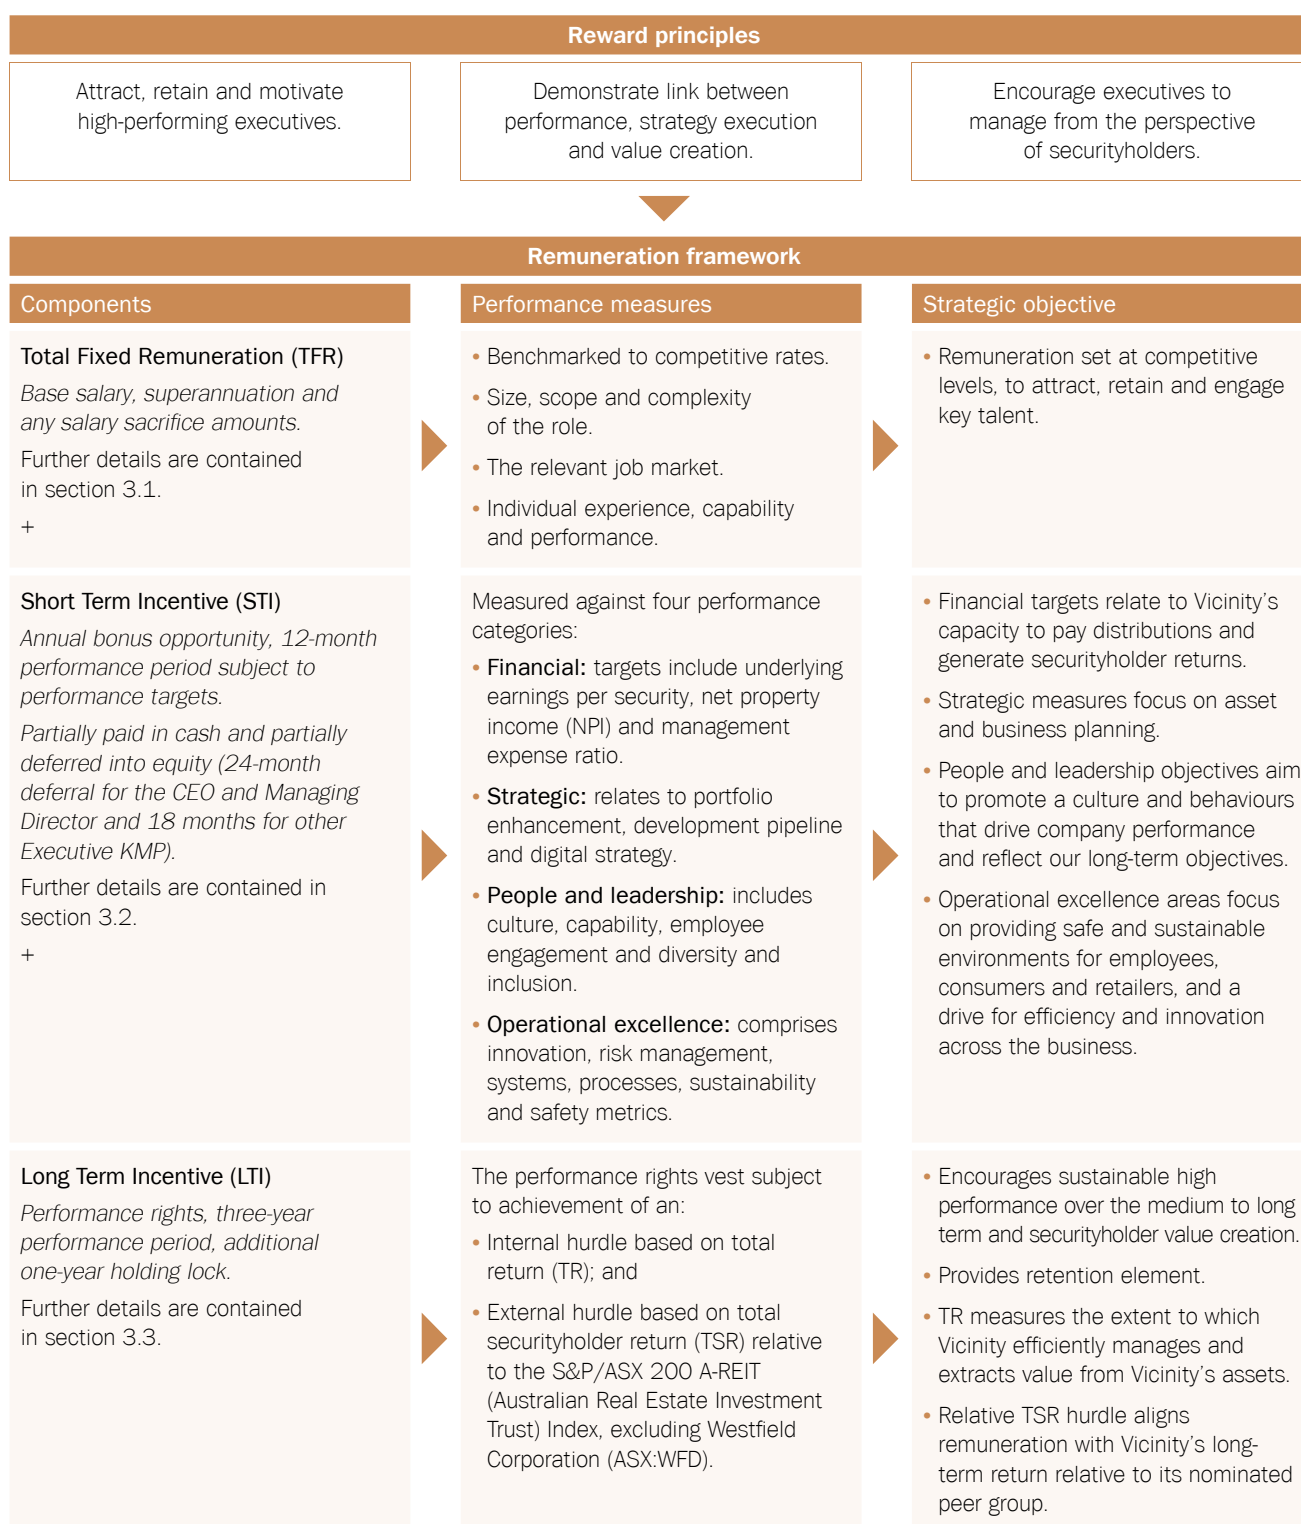 Reward principles
Attract, retain and motivate
high-performing executives.
Demonstrate link between
performance, strategy execution
and value creation.
Encourage executives to
manage from the perspective
of securityholders.
Remuneration framework
Components
Performance measures
Strategic objective
Total Fixed Remuneration (TFR)
Base salary, superannuation and
any salary sacrifice amounts.
Further details are contained
in section 3.1.
+
• Benchmarked to competitive rates.
• Size, scope and complexity
of the role.
• The relevant job market.
• Individual experience, capability
and performance.
• Remuneration set at competitive
levels, to attract, retain and engage
key talent.
Short Term Incentive (STI)
Annual bonus opportunity, 12-month
performance period subject to
performance targets.
Partially paid in cash and partially
deferred into equity (24-month
deferral for the CEO and Managing
Director and 18 months for other
Executive KMP).
Further details are contained in
section 3.2.
+
Measured against four performance
categories:
• Financial: targets include underlying
earnings per security, net property
income (NPI) and management
expense ratio.
• Strategic: relates to portfolio
enhancement, development pipeline
and digital strategy.
• People and leadership: includes
culture, capability, employee
engagement and diversity and
inclusion.
• Operational excellence: comprises
innovation, risk management,
systems, processes, sustainability
and safety metrics.
• Financial targets relate to Vicinity’s
capacity to pay distributions and
generate securityholder returns.
• Strategic measures focus on asset
and business planning.
• People and leadership objectives aim
to promote a culture and behaviours
that drive company performance
and reflect our long-term objectives.
• Operational excellence areas focus
on providing safe and sustainable
environments for employees,
consumers and retailers, and a
drive for efficiency and innovation
across the business.
Long Term Incentive (LTI)
Performance rights, three-year
performance period, additional
one-year holding lock.
Further details are contained
in section 3.3.
The performance rights vest subject
to achievement of an:
• Internal hurdle based on total
return (TR); and
• External hurdle based on total
securityholder return (TSR) relative
to the S&P/ASX 200 A-REIT
(Australian Real Estate Investment
Trust) Index, excluding Westfield
Corporation (ASX:WFD).
• Encourages sustainable high
performance over the medium to long
term and securityholder value creation.
• Provides retention element.
• TR measures the extent to which
Vicinity efficiently manages and
extracts value from Vicinity’s assets.
• Relative TSR hurdle aligns
remuneration with Vicinity’s long-
term return relative to its nominated
peer group.